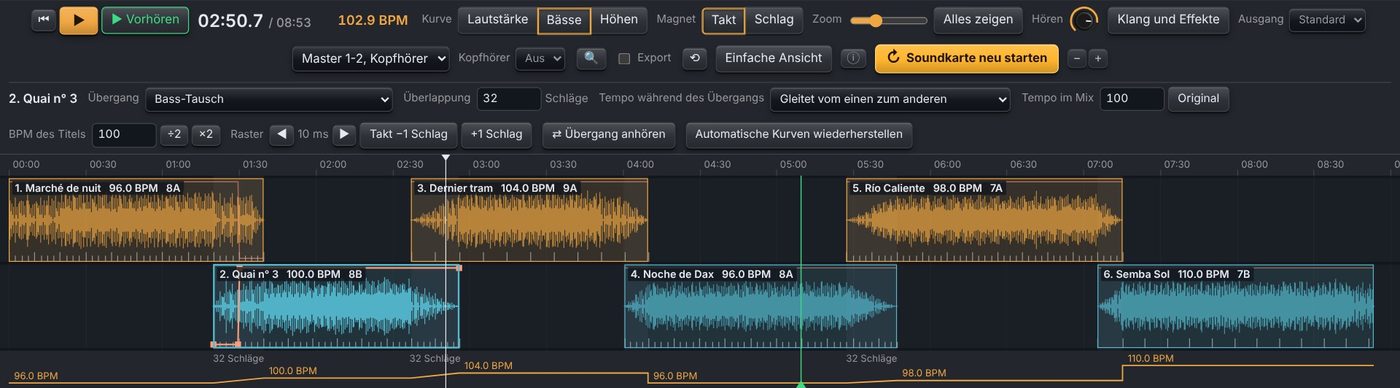 Vorhören 02:50.7 / 08:53 102.9 BPM Kurve Lautstärke Bässe Höhen Magnet Takt Schlag Zoom Alles zeigen Hören Klang und Effekte Ausgang Standard
Master 1-2, Kopfhörer Kopfhörer Aus Export Einfache Ansicht Soundkarte neu starten − +
2. Quai n° 3 Übergang Bass-Tausch Überlappung 32 Schläge Tempo während des Übergangs Gleitet vom einen zum anderen Tempo im Mix 100 Original
BPM des Titels 100 ÷2 ×2 Raster ◀ 10 ms ▶ Takt −1 Schlag +1 Schlag ⇄ Übergang anhören Automatische Kurven wiederherstellen
00:00 00:30 01:00 01:30 02:00 02:30 03:00 03:30 04:00 04:30 05:00 05:30 06:00 06:30 07:00 07:30 08:00 08:30
1. Marché de nuit 96.0 BPM 8A 3. Dernier tram 104.0 BPM 9A 5. Río Caliente 98.0 BPM 7A
2. Quai n° 3 100.0 BPM 8B 4. Noche de Dax 96.0 BPM 8A 6. Semba Sol 110.0 BPM 7B
32 Schläge 32 Schläge 32 Schläge
96.0 BPM 100.0 BPM 104.0 BPM 96.0 BPM 98.0 BPM 110.0 BPM